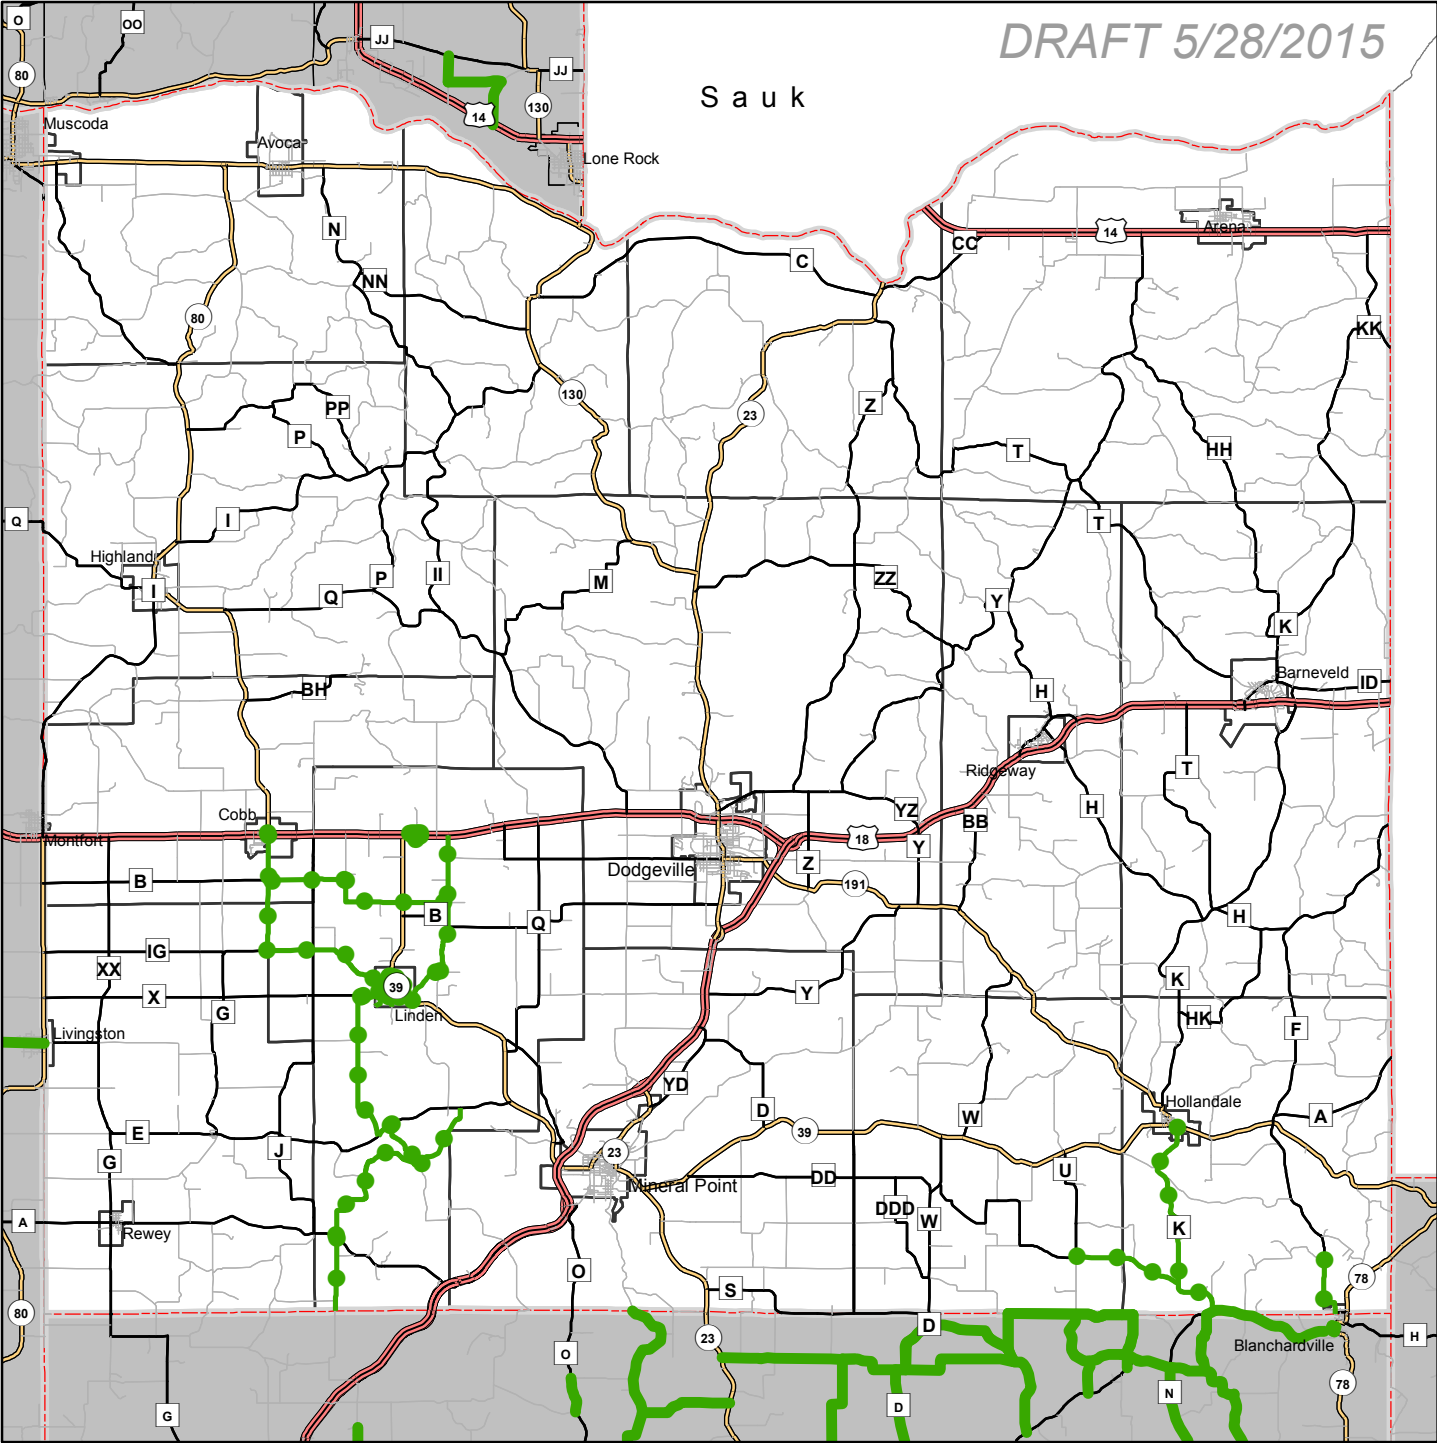 DRAFT 5/28/2015
O
OO
JJ
JJ
80
14
130
Sauk
Muscoda
Avoca
Lone Rock
N
NN
C
CC
14
Arena
80
KK
130
23
Z
PP
P
T
HH
Q
I
T
Highland
I
Q
P
II
M
ZZ
Y
K
Barneveld
ID
BH
H
Ridgeway
T
Cobb
Montfort
YZ
BB
H
18
Y
Dodgeville
Z
191
B
B
Q
H
IG
XX
X
G
39
Linden
Y
K
HK
F
Livingston
YD
D
W
Hollandale
A
E
G
J
39
23
U
Mineral Point
DD
DDD
W
K
A
Rewey
O
S
78
80
O
23
D
Blanchardville
H
78
G
D
N